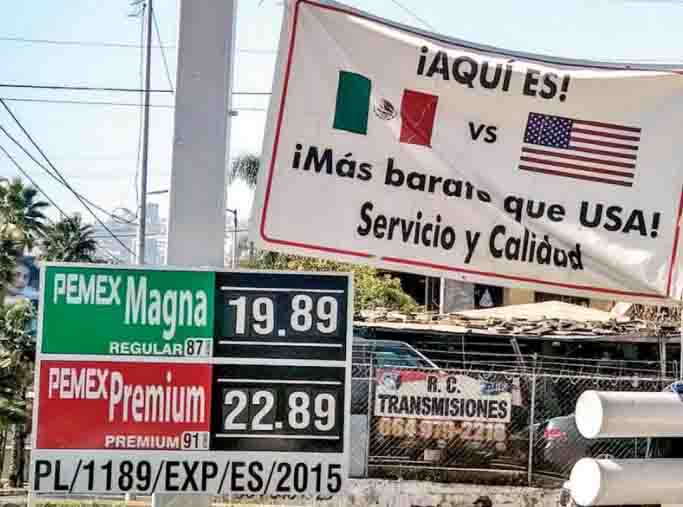 ¡AQUÍ ES!
vs
¡Más barato que USA!
Servicio y Calidad
PEMEX Magna
REGULAR 87
19.89
PEMEX Premium
PREMIUM 91
22.89
PL/1189/EXP/ES/2015
R. C.
TRANSMISIONES